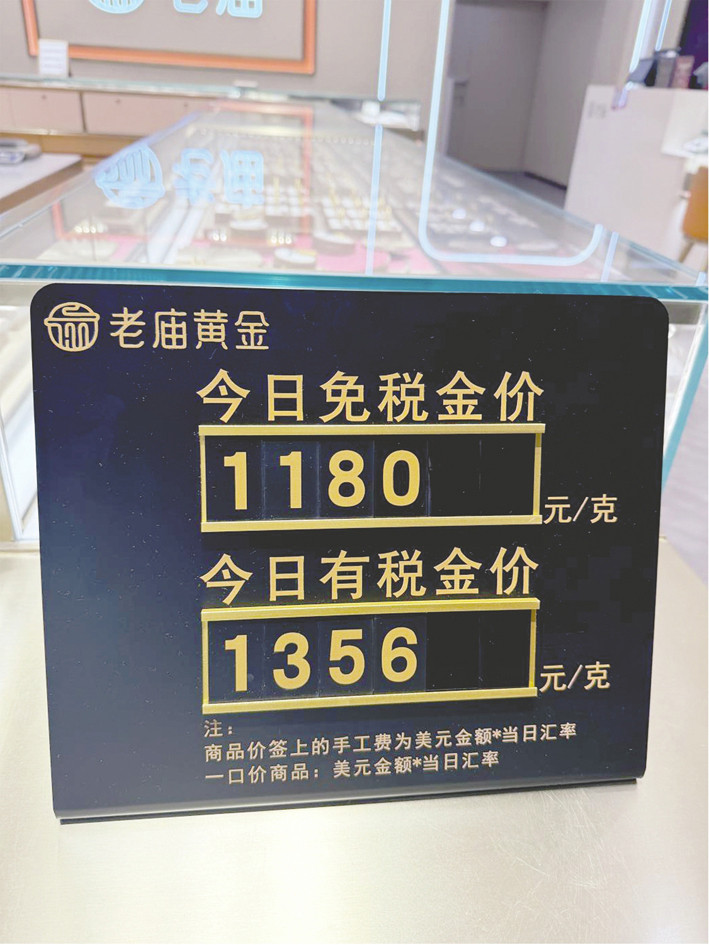 老庙
老庙黄金
今日免税金价
1180 元/克
今日有税金价
1356 元/克
注：
商品价签上的手工费为美元金额*当日汇率
一口价商品：美元金额*当日汇率